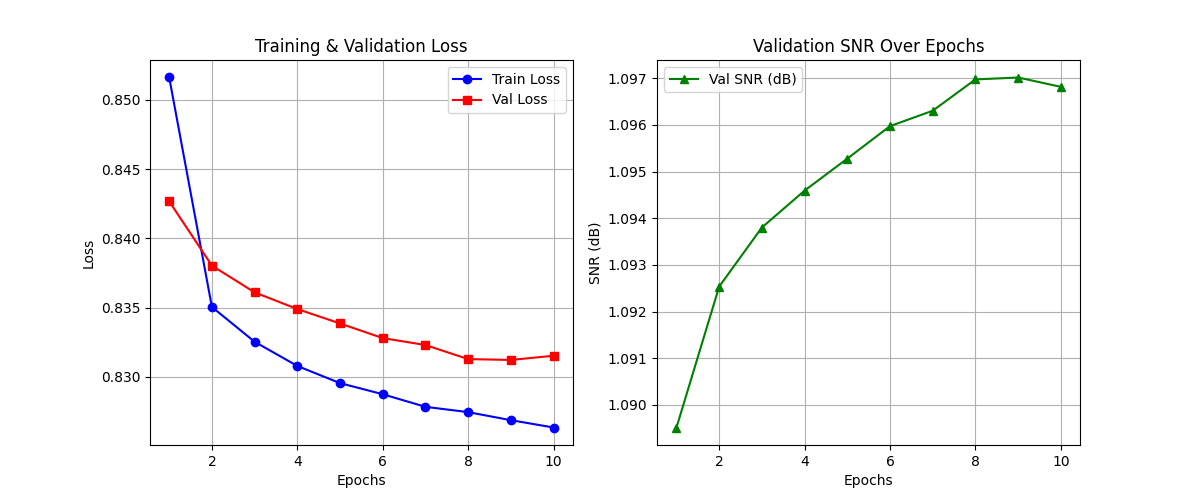 Training & Validation Loss
Train Loss
Val Loss
0.850
0.845
0.840
0.835
0.830
Loss
2
4
6
8
10
Epochs
Validation SNR Over Epochs
Val SNR (dB)
1.097
1.096
1.095
1.094
1.093
1.092
1.091
1.090
SNR (dB)
2
4
6
8
10
Epochs